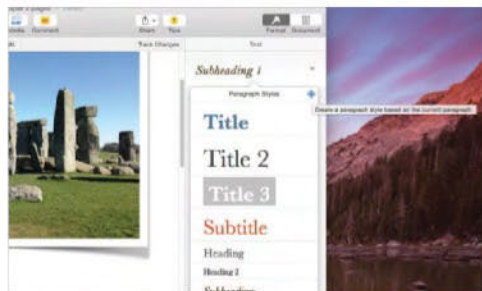 Comment
Share
Tips
Format
Document
Track Changes
Text
Subheading 1
Paragraph Styles
Create a paragraph style based on the current paragraph
Title
Title 2
Title 3
Subtitle
Heading
Heading 2